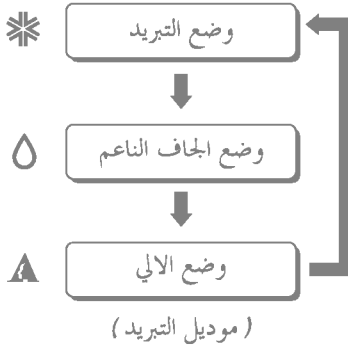 وضع التبريد
وضع الجاف الناعم
وضع الالي
(موديل التبريد)